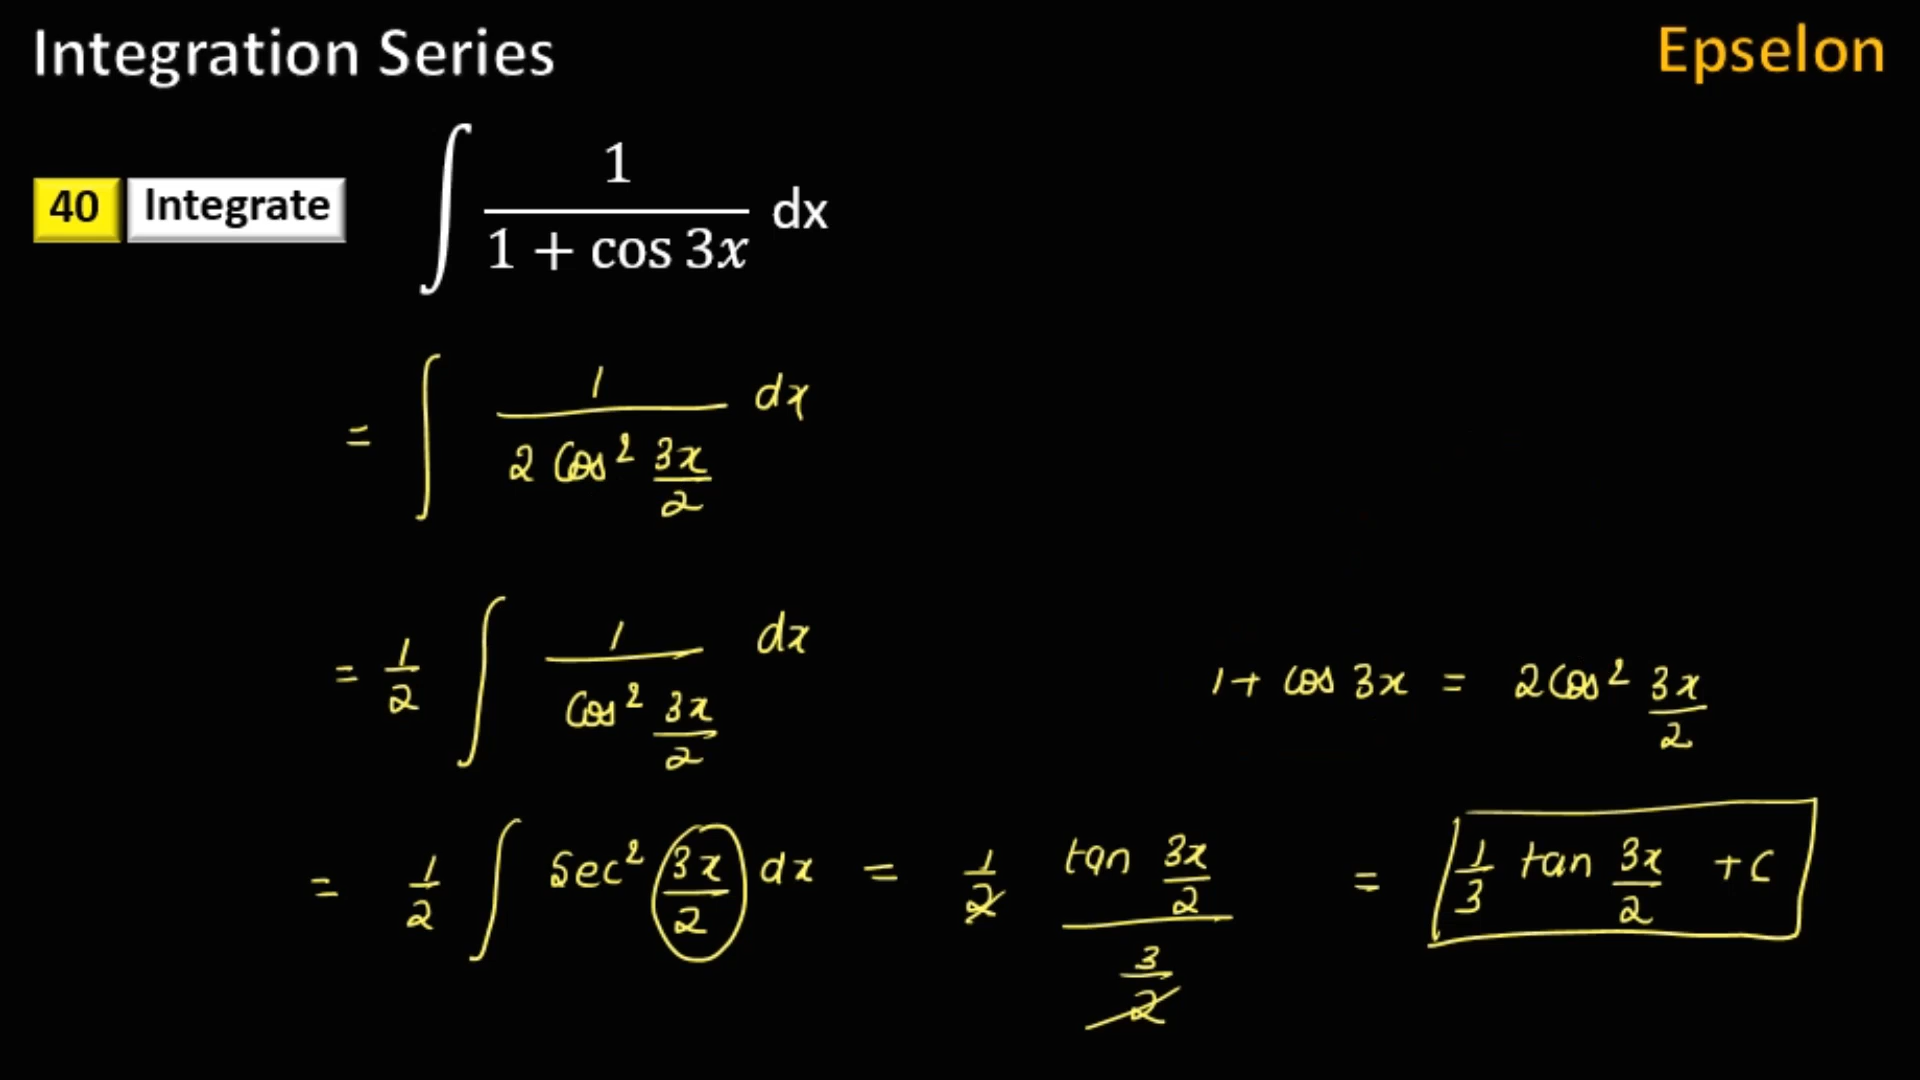 Integration Series
Epselon
40 Integrate ∫ 1/(1 + cos 3x) dx
= ∫ 1/(2 Cos² 3x/2) dx
= 1/2 ∫ 1/(Cos² 3x/2) dx
1 + cos 3x = 2 Cos² 3x/2
= 1/2 ∫ Sec² 3x/2 dx = 1/2 (tan 3x/2)/(3/2) = 1/3 tan 3x/2 + C